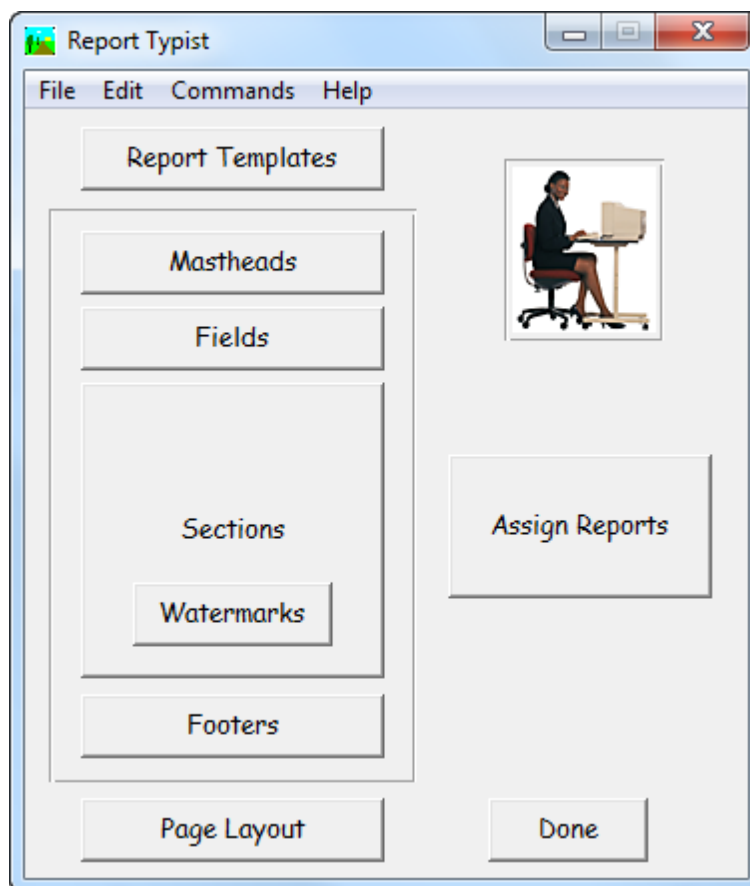 Report Typist
File Edit Commands Help
Report Templates
Mastheads
Fields
Sections
Assign Reports
Watermarks
Footers
Page Layout
Done